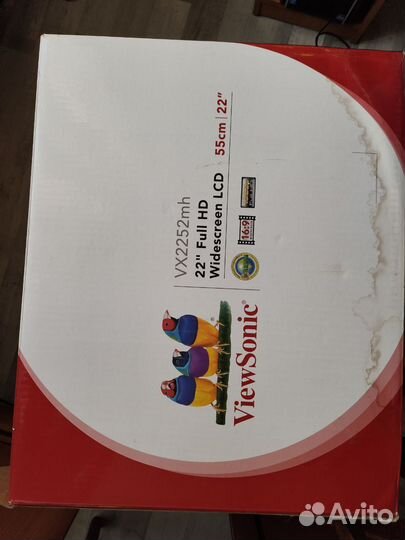 VX2252mh
22" Full HD
Widescreen LCD
55cm | 22"
16:9
ViewSonic®
Avito